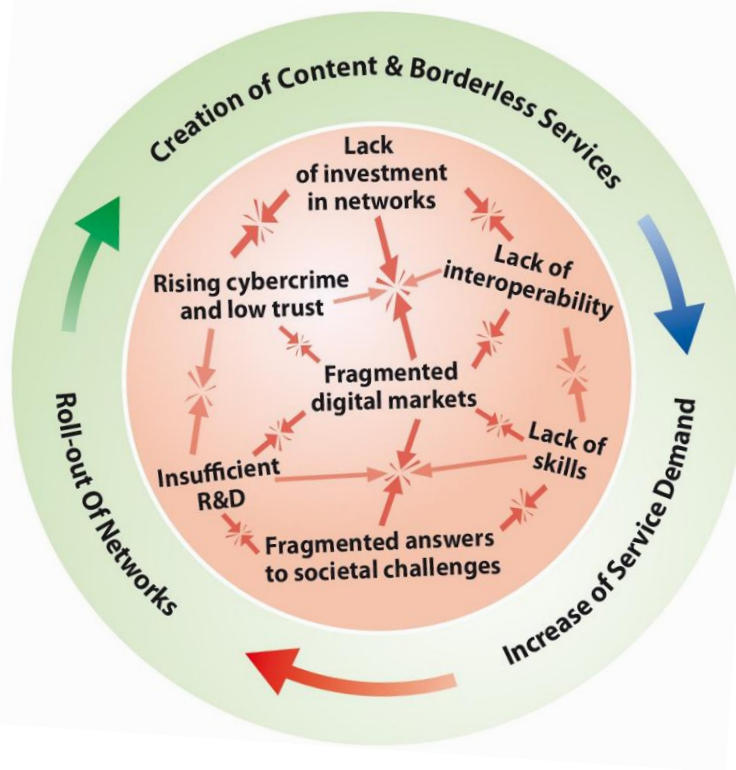 Creation of Content & Borderless Services
Lack
of investment
in networks
Rising cybercrime
and low trust
Lack of
interoperability
Fragmented
digital markets
Insufficient
R&D
Lack of
skills
Fragmented answers
to societal challenges
Roll-out Of Networks
Increase of Service Demand